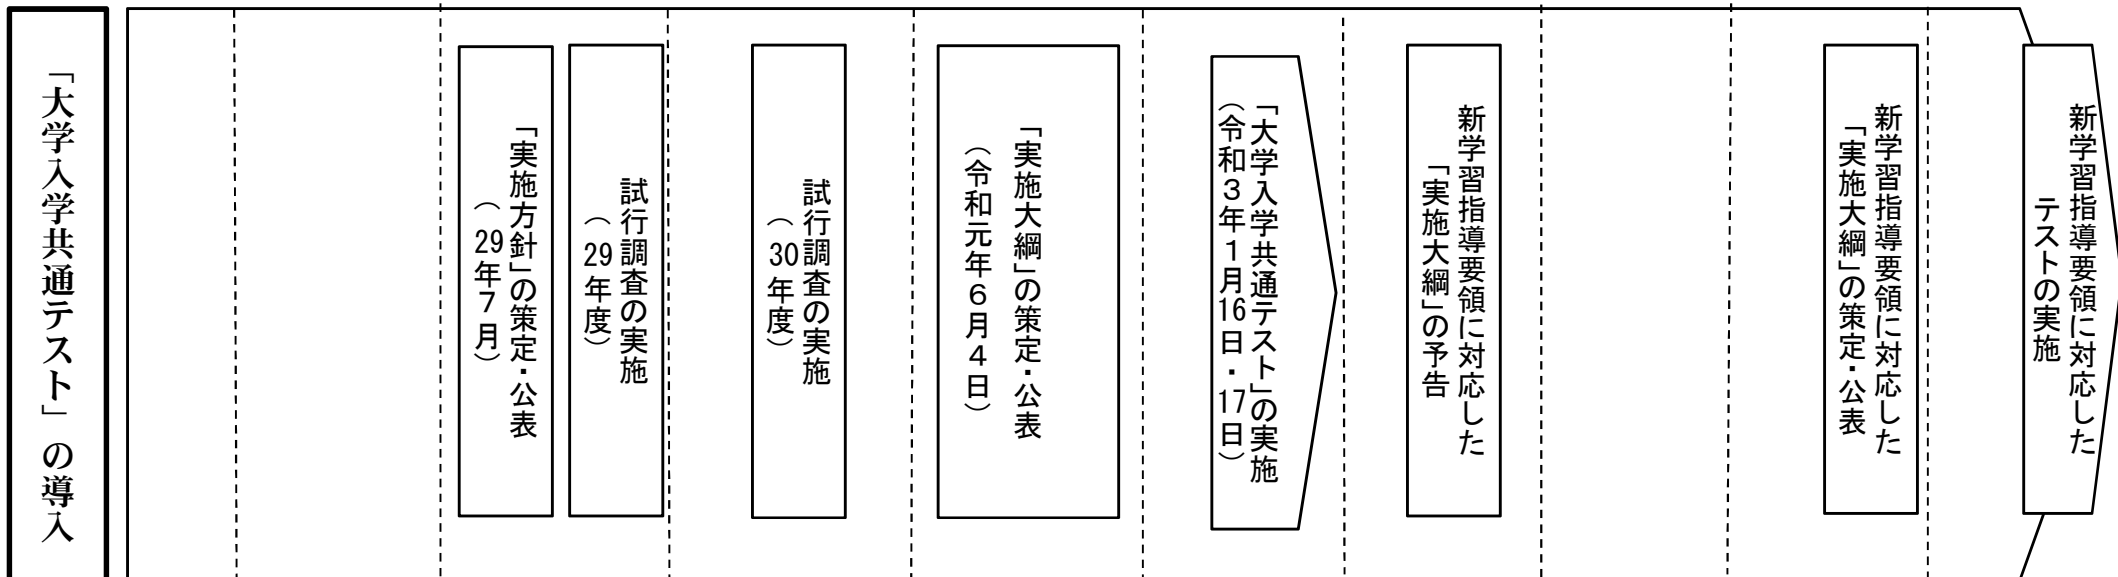 「大学入学共通テスト」の導入
「実施方針」の策定・公表
（29年７月）
試行調査の実施
（29年度）
試行調査の実施
（30年度）
「実施大綱」の策定・公表
（令和元年６月４日）
「大学入学共通テスト」の実施
（令和３年１月16日・17日）
新学習指導要領に対応した
「実施大綱」の予告
新学習指導要領に対応した
「実施大綱」の策定・公表
新学習指導要領に対応した
テストの実施